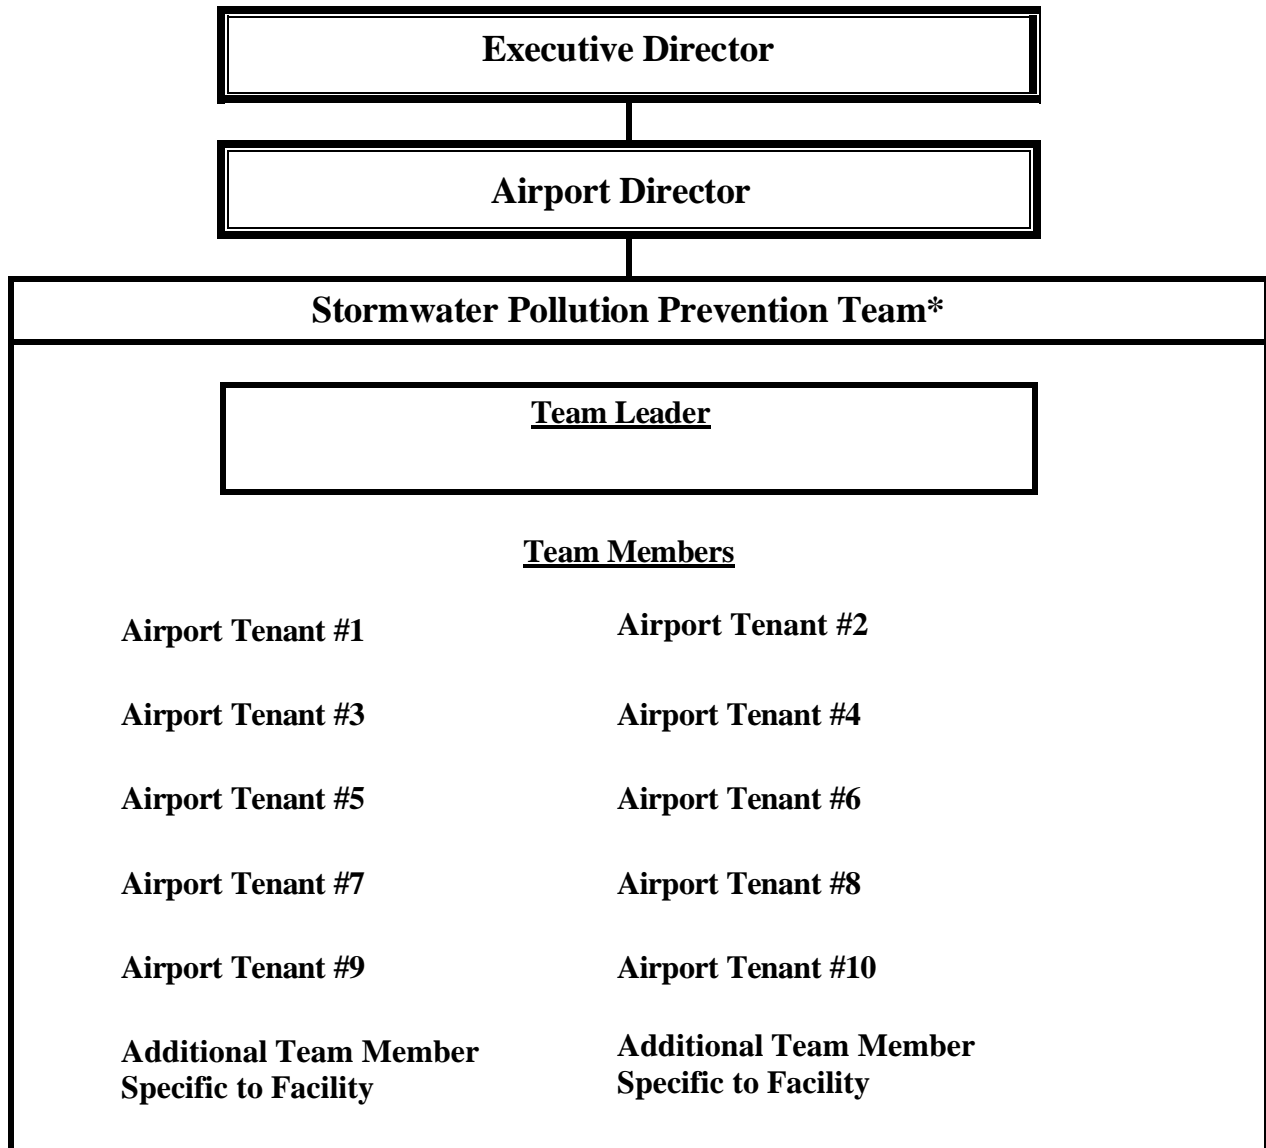 Executive Director
Airport Director
Stormwater Pollution Prevention Team*
Team Leader
Team Members
Airport Tenant #1
Airport Tenant #2
Airport Tenant #3
Airport Tenant #4
Airport Tenant #5
Airport Tenant #6
Airport Tenant #7
Airport Tenant #8
Airport Tenant #9
Airport Tenant #10
Additional Team Member
Specific to Facility
Additional Team Member
Specific to Facility